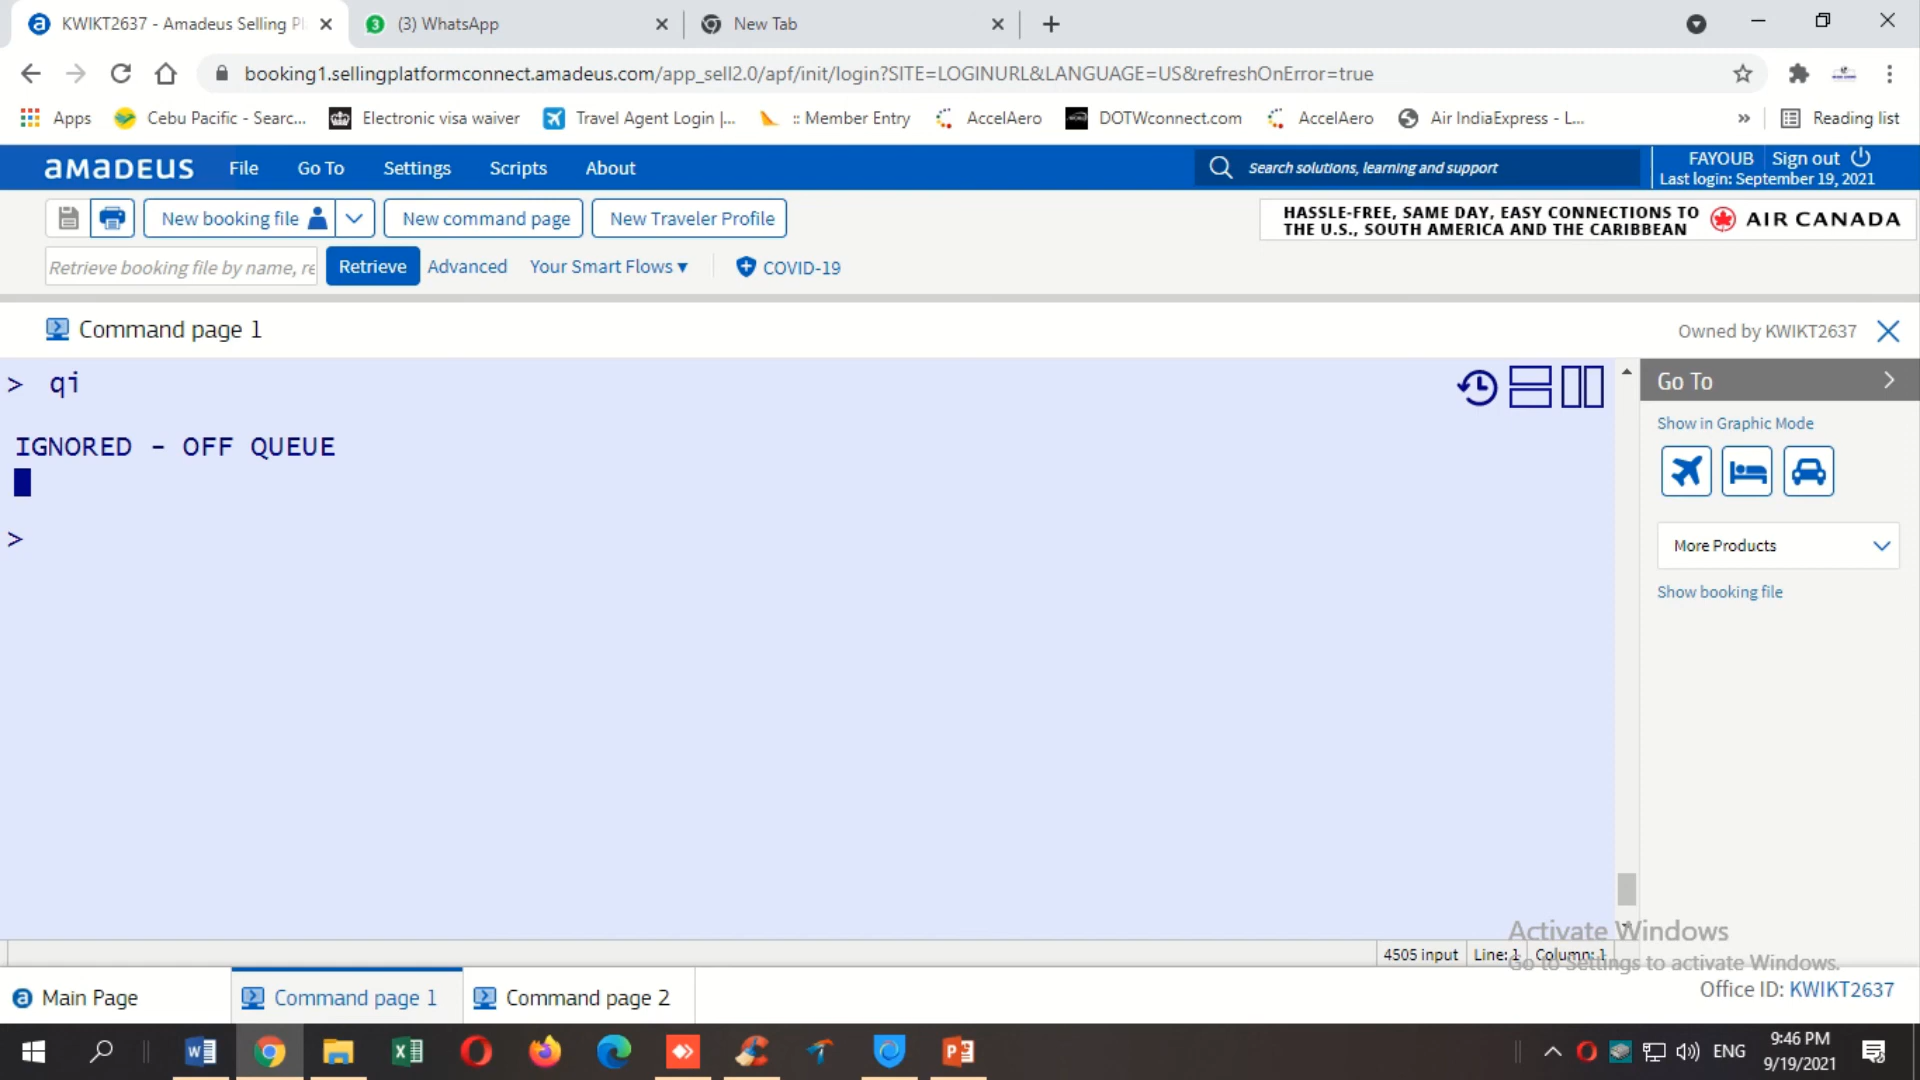 KWIKT2637 - Amadeus Selling Pl
(3) WhatsApp
New Tab
booking1.sellingplatformconnect.amadeus.com/app_sell2.0/apf/init/login?SITE=LOGINURL&LANGUAGE=US&refreshOnError=true
Apps
Cebu Pacific - Searc...
Electronic visa waiver
Travel Agent Login |...
:: Member Entry
AccelAero
DOTWconnect.com
AccelAero
Air IndiaExpress - L...
»
Reading list
amadeus
File
Go To
Settings
Scripts
About
Search solutions, learning and support
FAYOUB
Sign out
Last login: September 19, 2021
New booking file
New command page
New Traveler Profile
HASSLE-FREE, SAME DAY, EASY CONNECTIONS TO
THE U.S., SOUTH AMERICA AND THE CARIBBEAN
AIR CANADA
Retrieve booking file by name, re
Retrieve
Advanced
Your Smart Flows
COVID-19
Command page 1
Owned by KWIKT2637
> qi
IGNORED - OFF QUEUE
>
Go To
Show in Graphic Mode
More Products
Show booking file
4505 input
Line: 1
Column: 1
Activate Windows
Go to Settings to activate Windows.
Main Page
Command page 1
Command page 2
Office ID: KWIKT2637
ENG
9:46 PM
9/19/2021